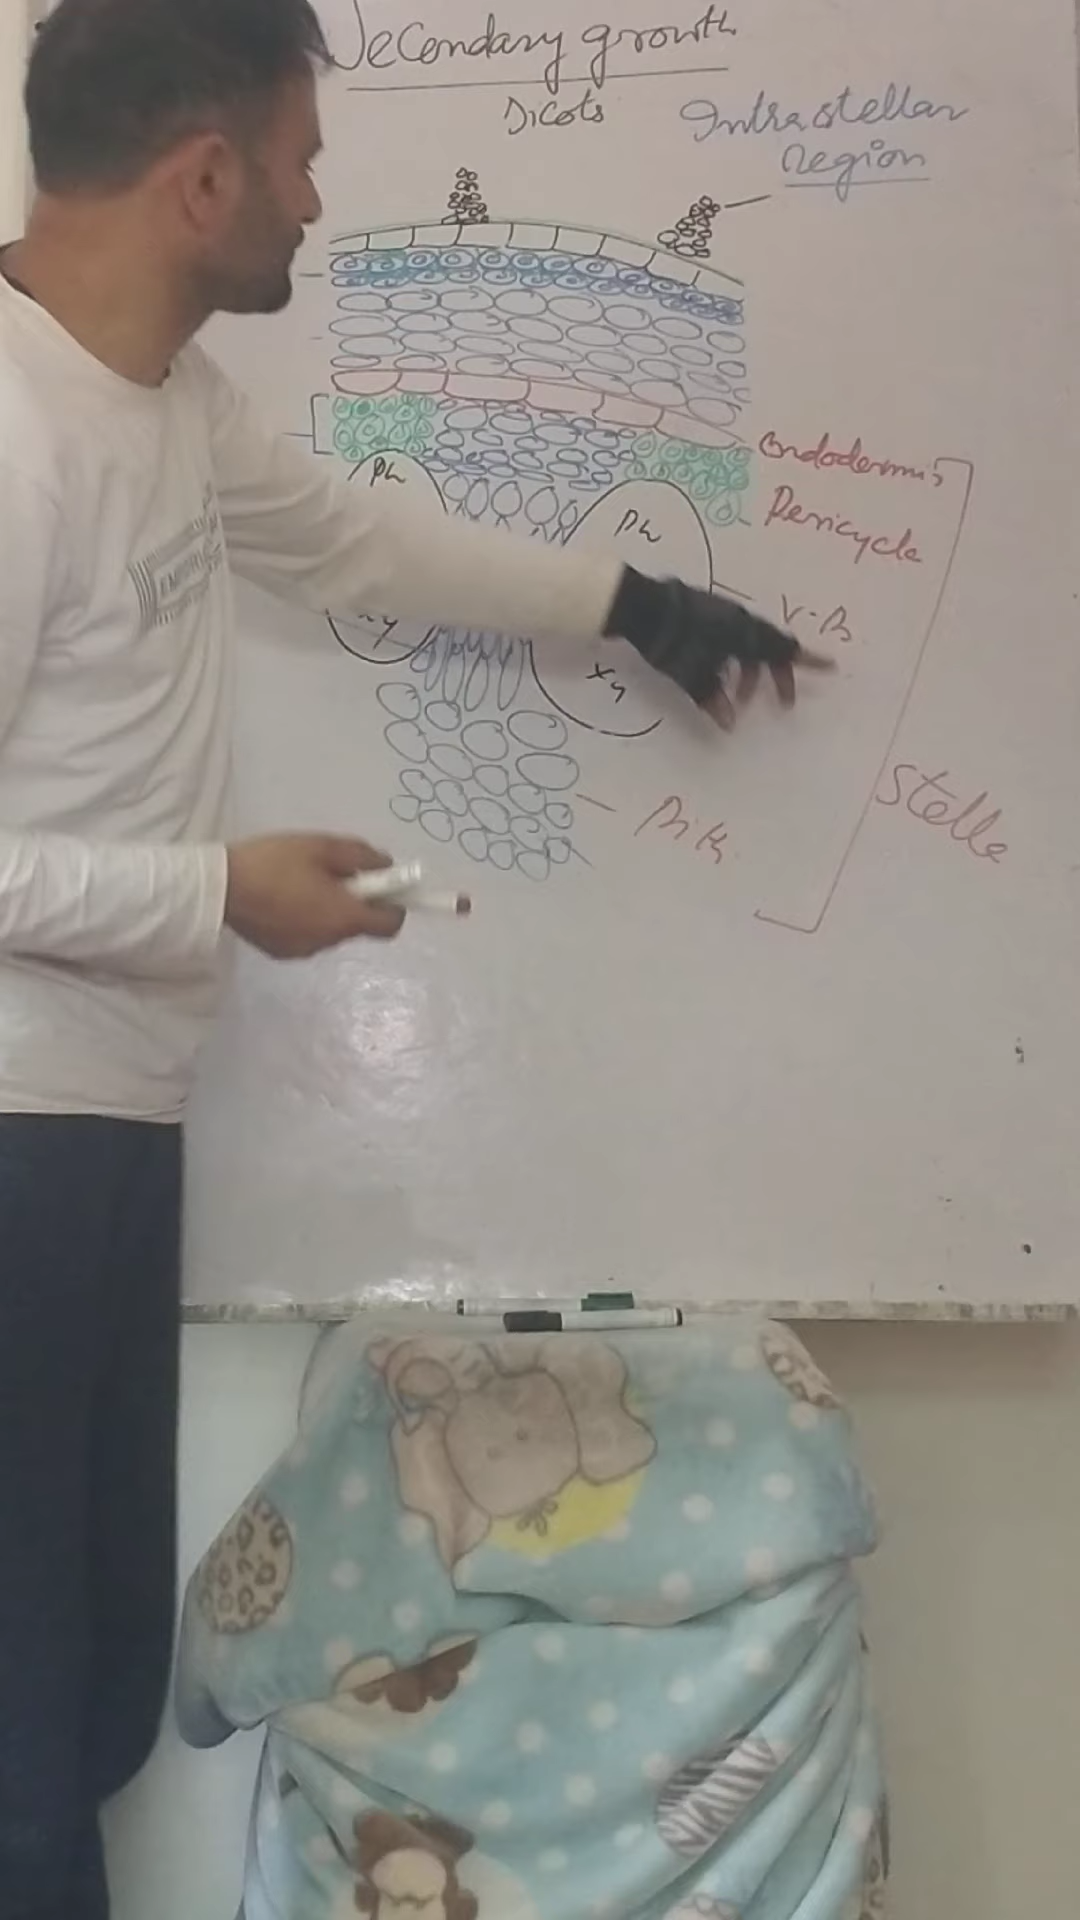 Secondary growth
Dicots
Intrastellar
region
Ph
Ph
Endodermis
Pericycle
V.B
xy
xy
Stelle
Pith